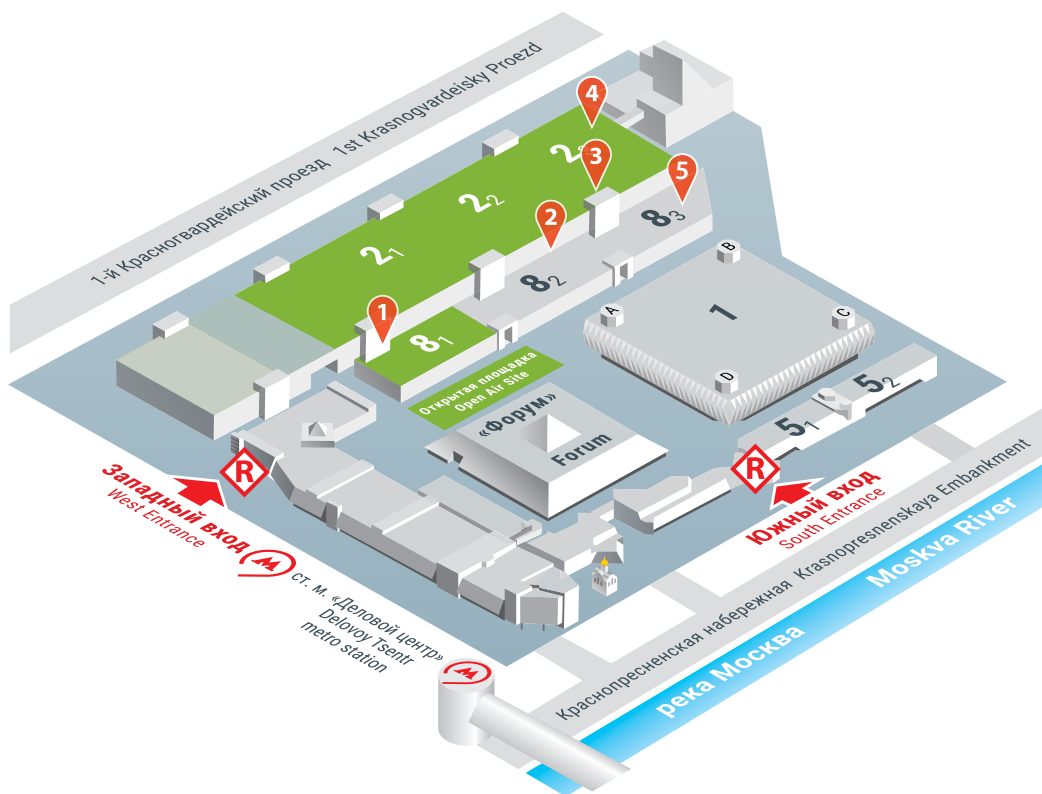 1-й Красногвардейский проезд 1st Krasnogvardeisky Proezd
4
2₃
3
5
2₂
8₃
2
2₁
8₂
B
1
A
1
C
8₁
D
5₂
Открытая площадка
Open Air Site
«Форум»
Forum
5₁
R
R
Западный вход
West Entrance
Южный вход
South Entrance
ст. м. «Деловой центр»
Delovoy Tsentr
metro station
Краснопресненская набережная Krasnopresnenskaya Embankment
река Москва Moskva River